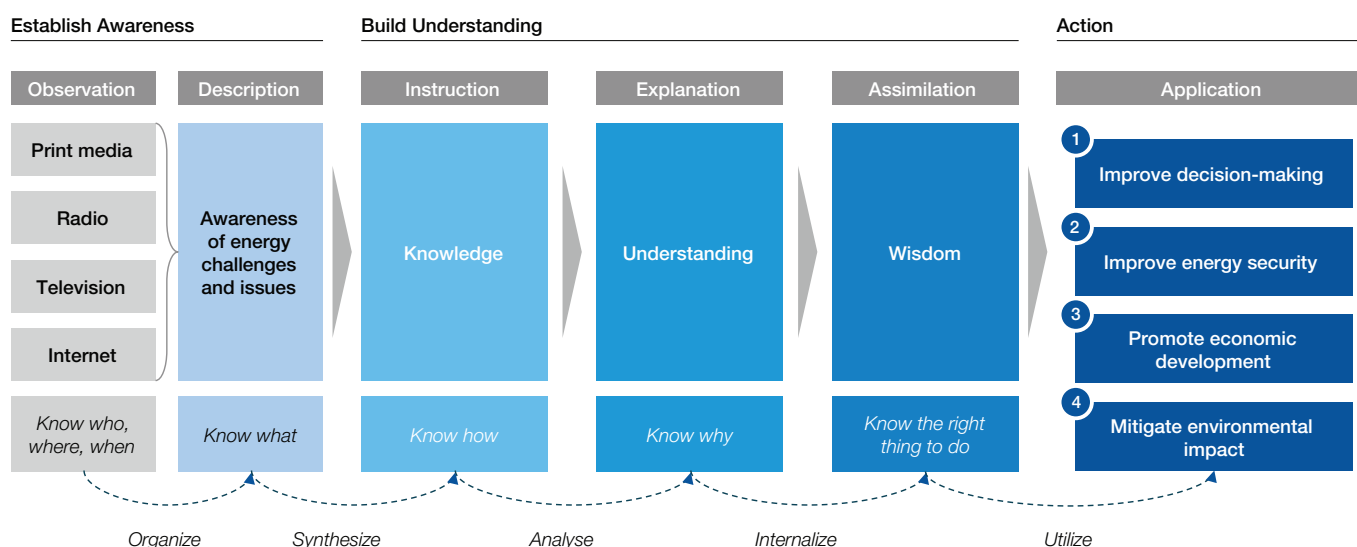 Establish Awareness
Build Understanding
Action
Observation
Description
Instruction
Explanation
Assimilation
Application
Print media
Radio
Television
Internet
Awareness
of energy
challenges
and issues
Knowledge
Understanding
Wisdom
1
Improve decision-making
2
Improve energy security
3
Promote economic
development
4
Mitigate environmental
impact
Know who,
where, when
Know what
Know how
Know why
Know the right
thing to do
Organize
Synthesize
Analyse
Internalize
Utilize